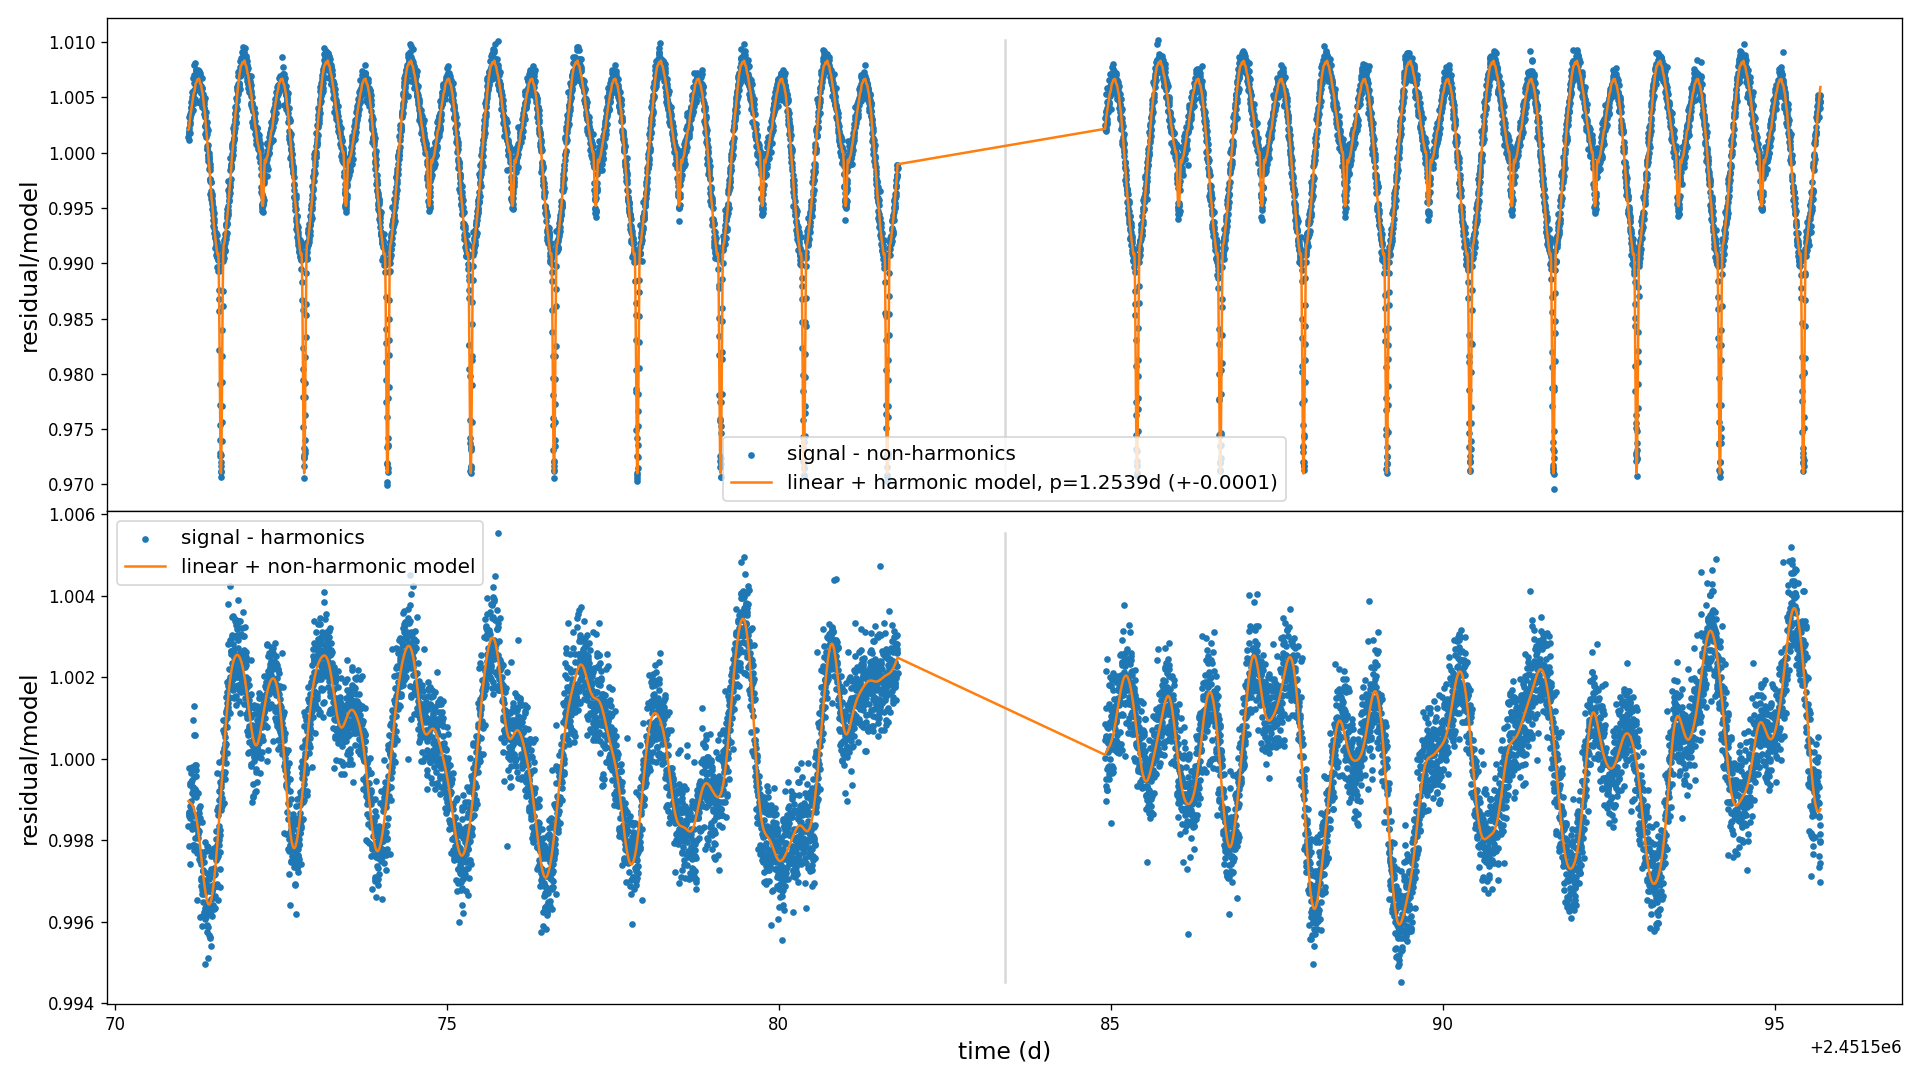 1.010
1.005
1.000
0.995
0.990
0.985
0.980
0.975
0.970
residual/model
signal - non-harmonics
linear + harmonic model, p=1.2539d (+-0.0001)
1.006
1.004
1.002
1.000
0.998
0.996
0.994
residual/model
signal - harmonics
linear + non-harmonic model
70 75 80 85 90 95
time (d)
+2.4515e6